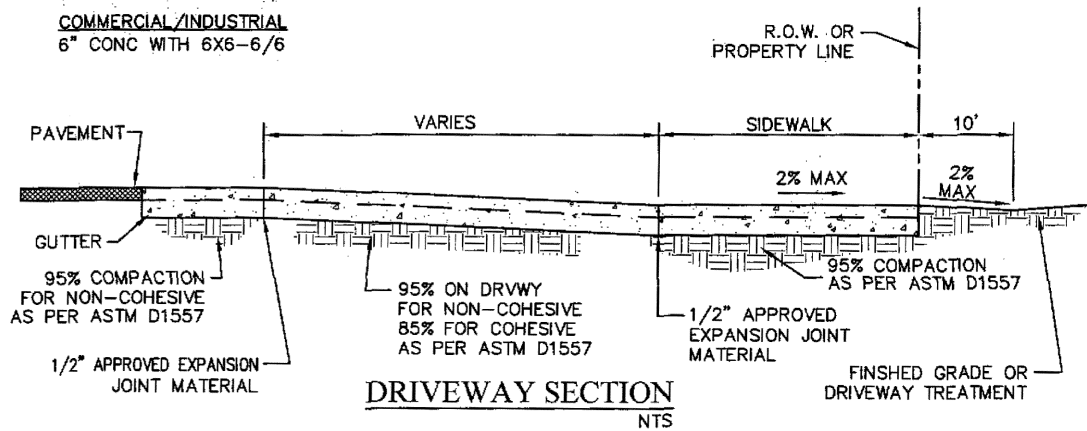 COMMERCIAL/INDUSTRIAL
6" CONC WITH 6X6-6/6
R.O.W. OR
PROPERTY LINE
PAVEMENT
VARIES
SIDEWALK
10'
2% MAX
2%
MAX
GUTTER
95% COMPACTION
FOR NON-COHESIVE
AS PER ASTM D1557
95% ON DRVWY
FOR NON-COHESIVE
85% FOR COHESIVE
AS PER ASTM D1557
95% COMPACTION
AS PER ASTM D1557
1/2" APPROVED EXPANSION
JOINT MATERIAL
1/2" APPROVED
EXPANSION JOINT
MATERIAL
FINSHED GRADE OR
DRIVEWAY TREATMENT
DRIVEWAY SECTION
NTS